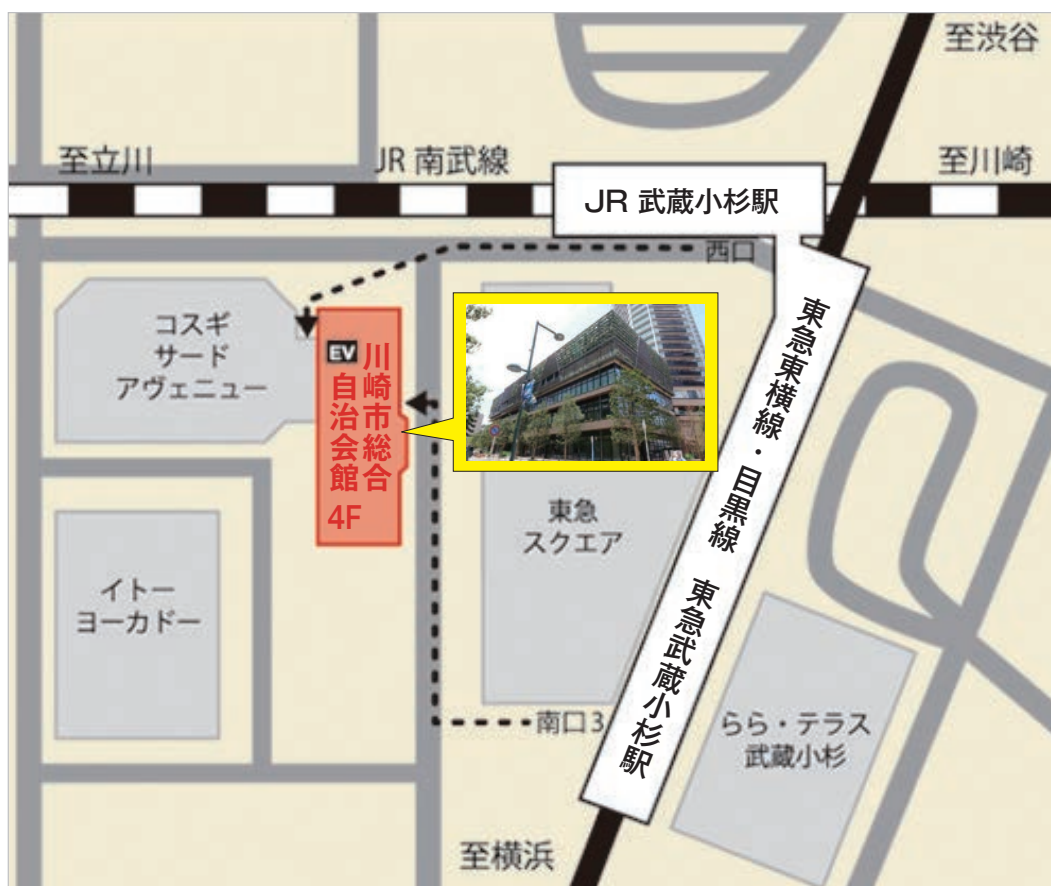 至渋谷
至立川
JR 南武線
至川崎
JR 武蔵小杉駅
西口
コスギ
サード
アヴェニュー
EV
川崎市総合
自治会館
4F
東急東横線・目黒線 東急武蔵小杉駅
東急
スクエア
イトー
ヨーカドー
南口3
らら・テラス
武蔵小杉
至横浜